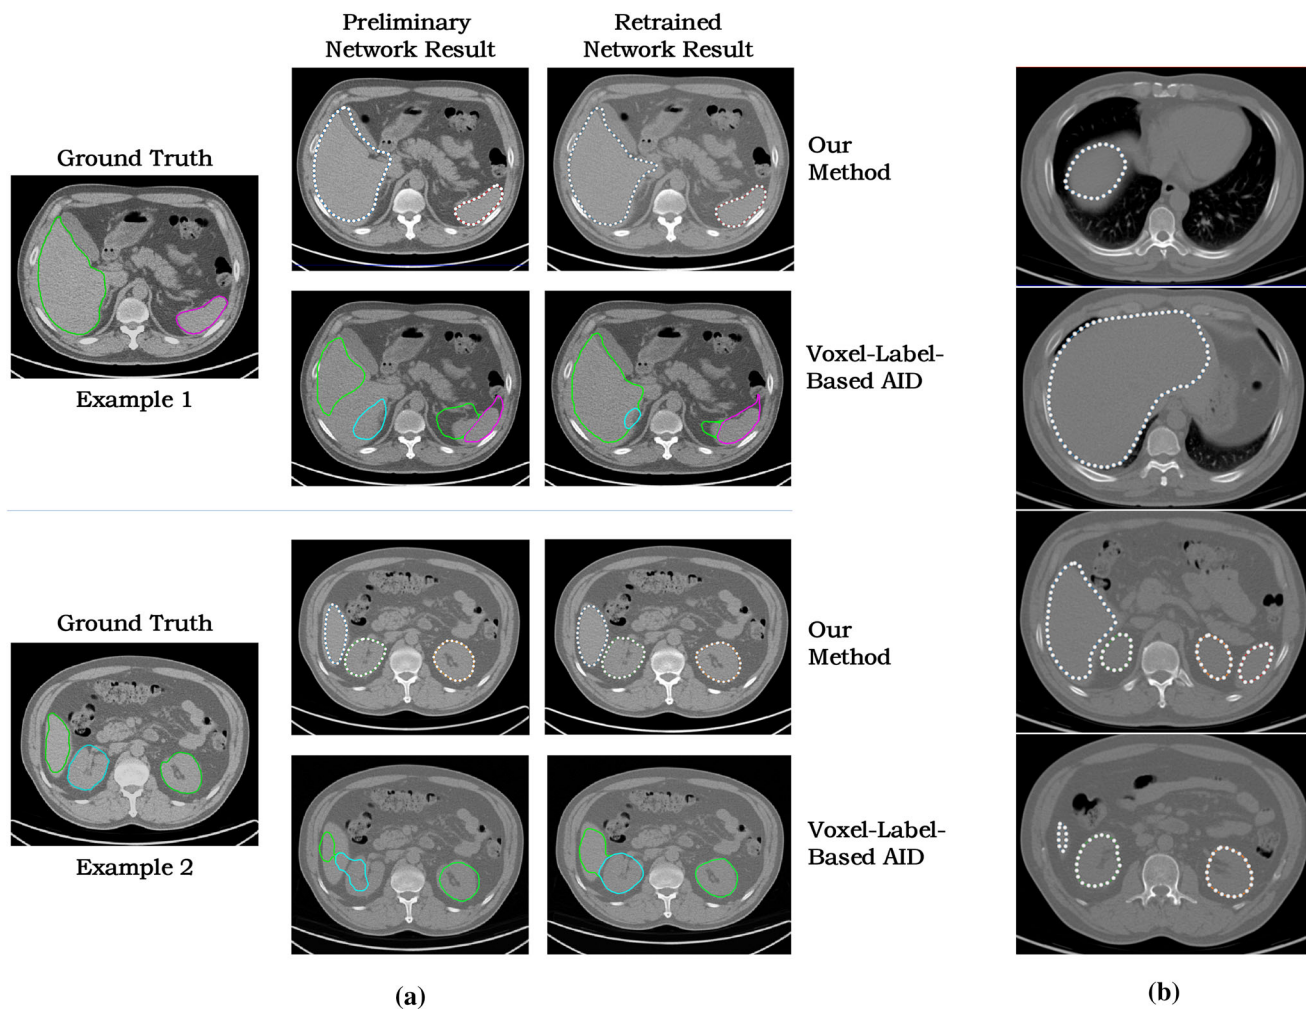 Preliminary
Network Result
Retrained
Network Result
Ground Truth
Example 1
Our
Method
Voxel-Label-
Based AID
Ground Truth
Example 2
Our
Method
Voxel-Label-
Based AID
(a)
(b)